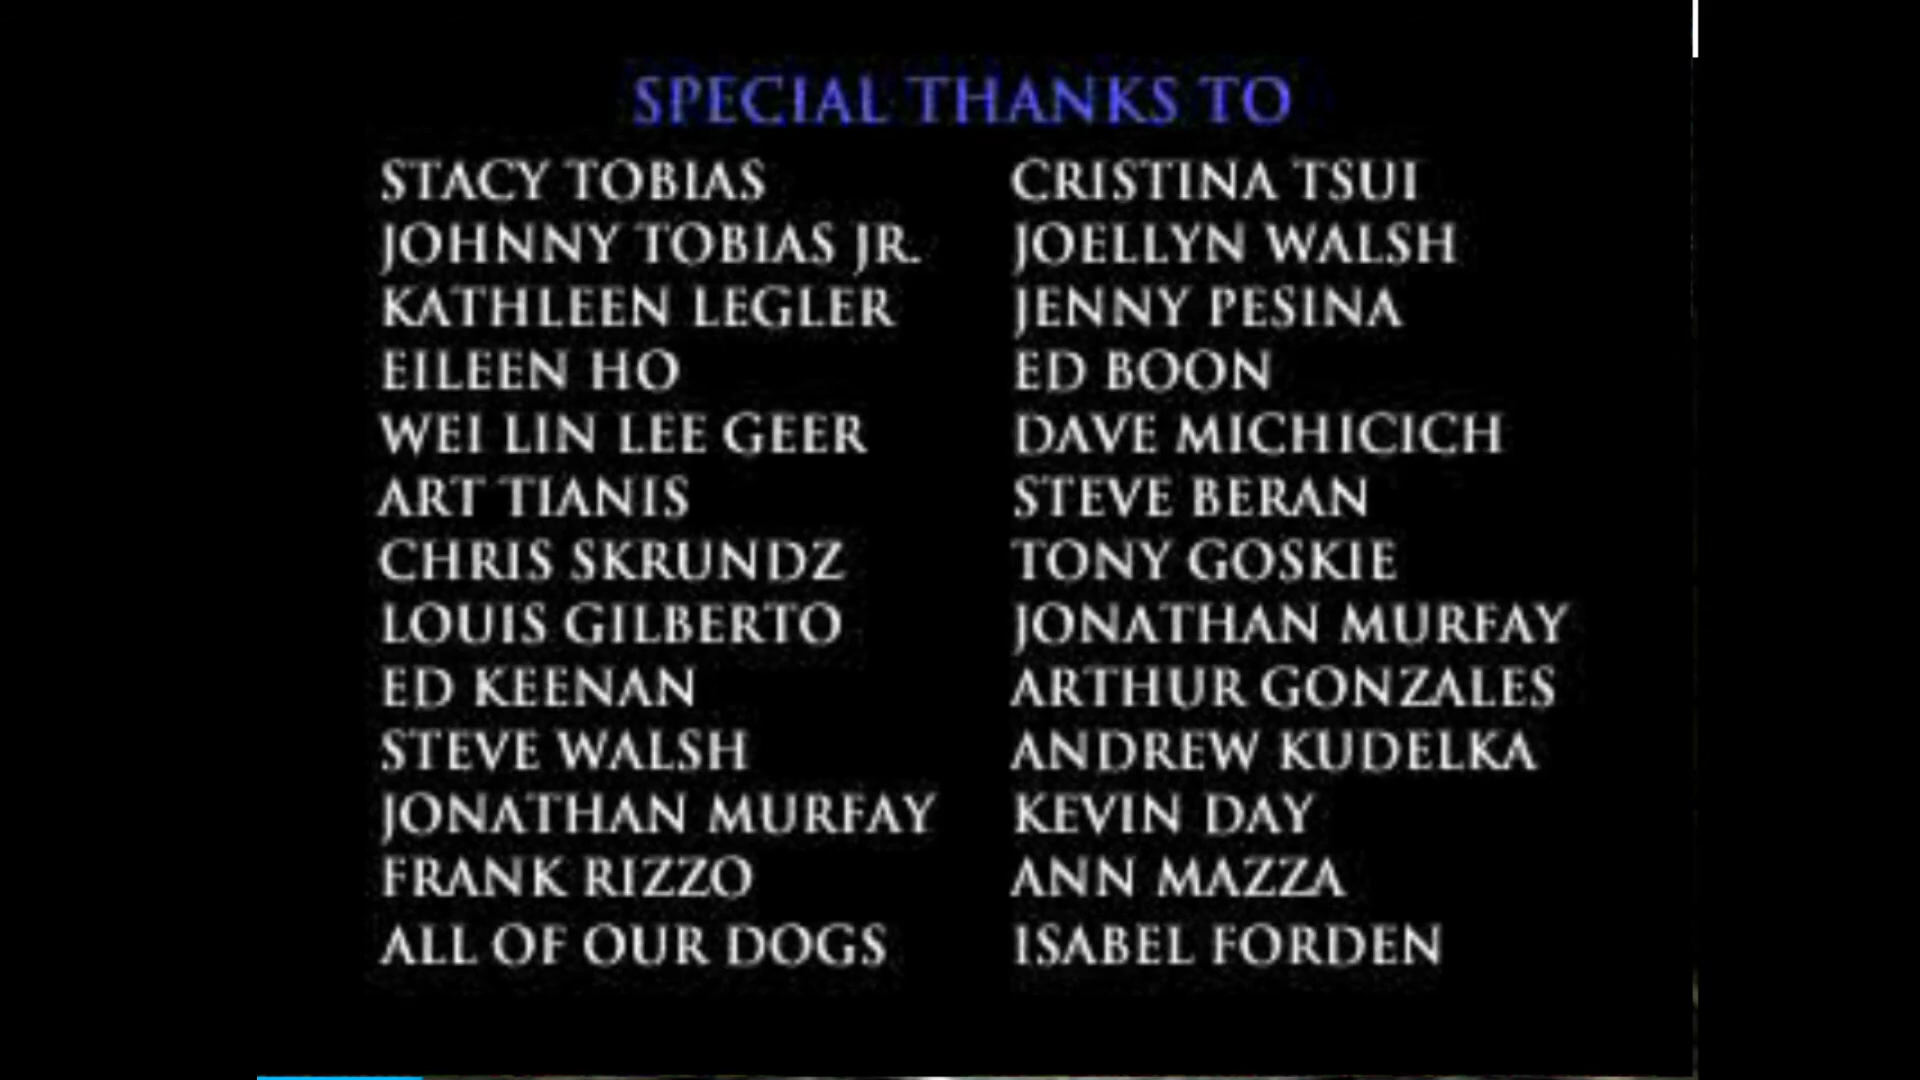 SPECIAL THANKS TO
STACY TOBIAS
JOHNNY TOBIAS JR.
KATHLEEN LEGLER
EILEEN HO
WEI LIN LEE GEER
ART TIANIS
CHRIS SKRUNDZ
LOUIS GILBERTO
ED KEENAN
STEVE WALSH
JONATHAN MURFAY
FRANK RIZZO
ALL OF OUR DOGS
CRISTINA TSUI
JOELLYN WALSH
JENNY PESINA
ED BOON
DAVE MICHICICH
STEVE BERAN
TONY GOSKIE
JONATHAN MURFAY
ARTHUR GONZALES
ANDREW KUDELKA
KEVIN DAY
ANN MAZZA
ISABEL FORDEN